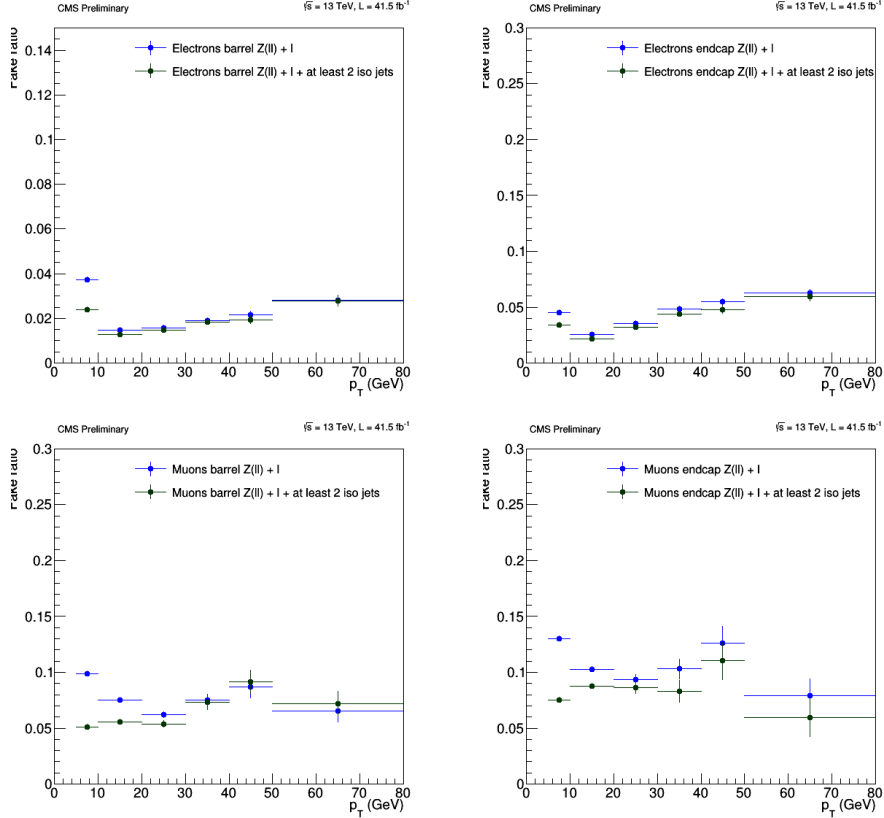 CMS Preliminary
√s = 13 TeV, L = 41.5 fb⁻¹
Fake ratio
0.14
0.12
0.1
0.08
0.06
0.04
0.02
0
Electrons barrel Z(ll) + l
Electrons barrel Z(ll) + l + at least 2 iso jets
0 10 20 30 40 50 60 70 80
p_T (GeV)
CMS Preliminary
√s = 13 TeV, L = 41.5 fb⁻¹
Fake ratio
0.3
0.25
0.2
0.15
0.1
0.05
0
Electrons endcap Z(ll) + l
Electrons endcap Z(ll) + l + at least 2 iso jets
0 10 20 30 40 50 60 70 80
p_T (GeV)
CMS Preliminary
√s = 13 TeV, L = 41.5 fb⁻¹
Fake ratio
0.3
0.25
0.2
0.15
0.1
0.05
0
Muons barrel Z(ll) + l
Muons barrel Z(ll) + l + at least 2 iso jets
0 10 20 30 40 50 60 70 80
p_T (GeV)
CMS Preliminary
√s = 13 TeV, L = 41.5 fb⁻¹
Fake ratio
0.3
0.25
0.2
0.15
0.1
0.05
0
Muons endcap Z(ll) + l
Muons endcap Z(ll) + l + at least 2 iso jets
0 10 20 30 40 50 60 70 80
p_T (GeV)